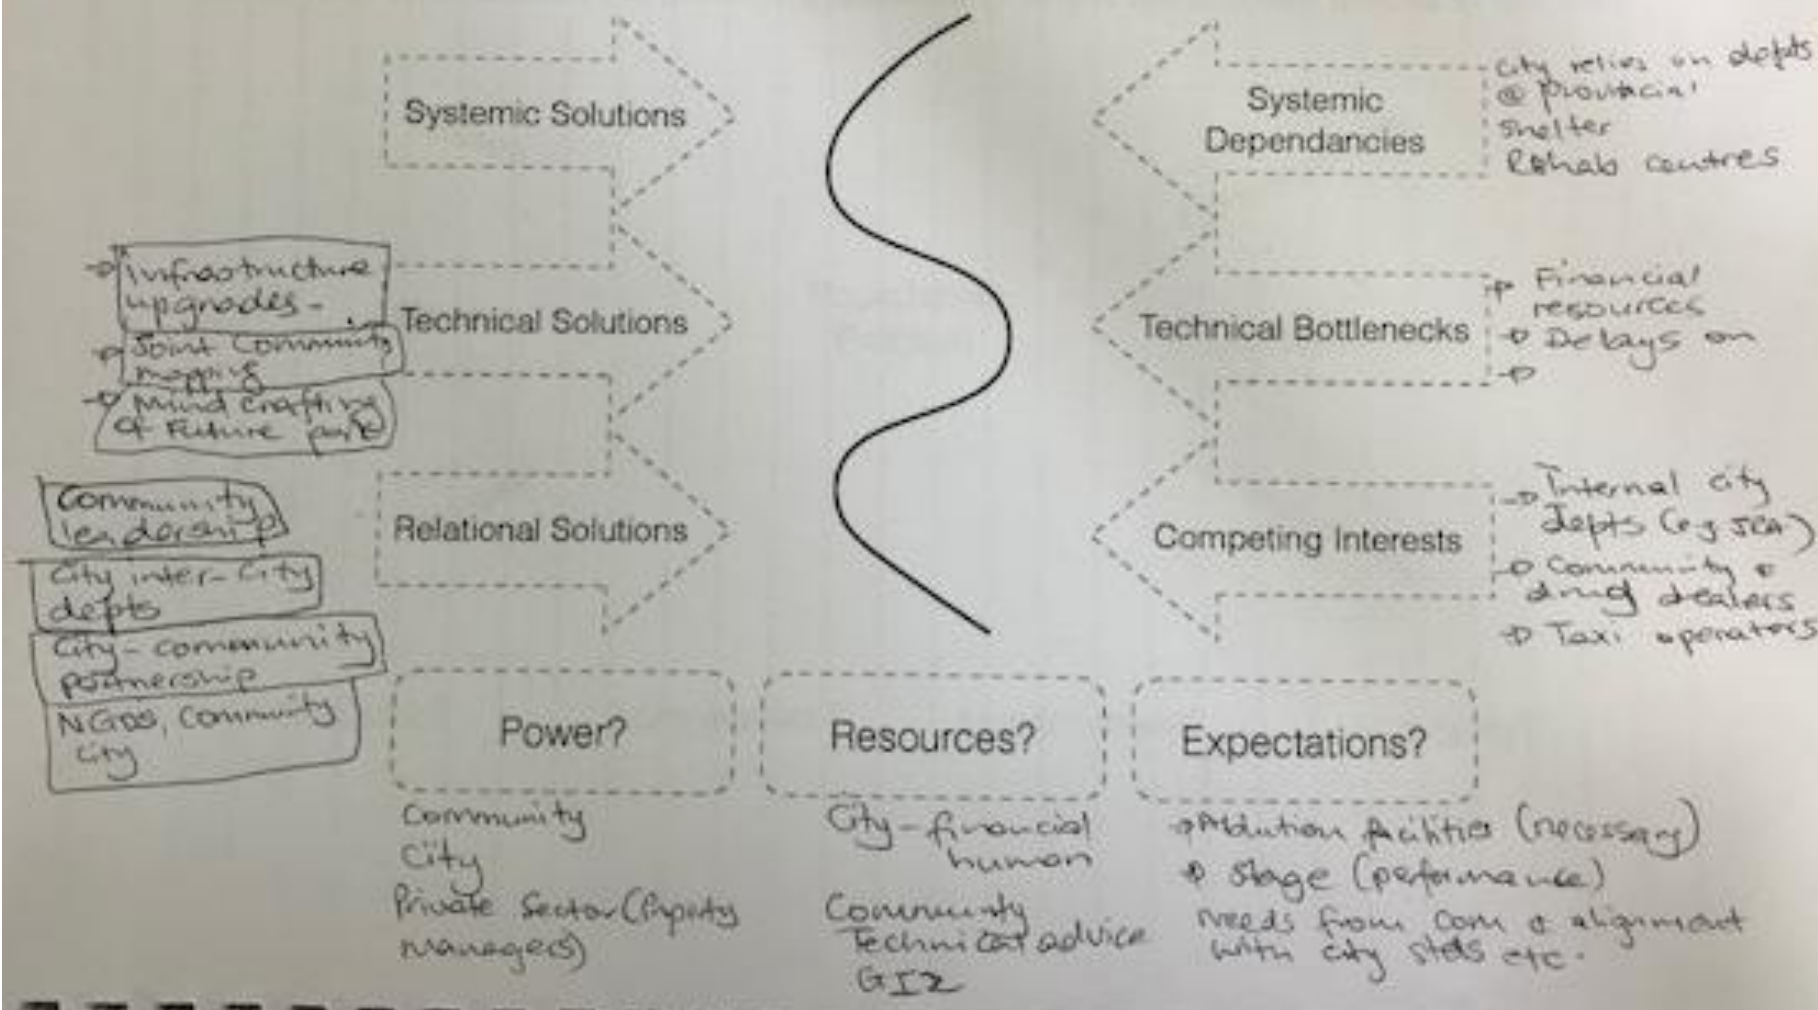 Systemic Solutions
Systemic
Dependancies
City relies on depts
@ provincial
shelter
Rehab centres
infrastructure
upgrades -
Joint Community
mapping
Mind crafting
of Future park
Technical Solutions
Technical Bottlenecks
Financial
resources
Delays on
Community
leadership
City inter-city
depts
City-community
partnership
NGOs, Community
City
Relational Solutions
Competing Interests
Internal city
depts (eg JRA)
Community &
drug dealers
Taxi operators
Power?
Community
City
Private Sector (Property
managers)
Resources?
City - financial
human
Community
Technical advice
GIZ
Expectations?
Ablution facilities (necessary)
Stage (performance)
needs from com & alignment
with city etc.